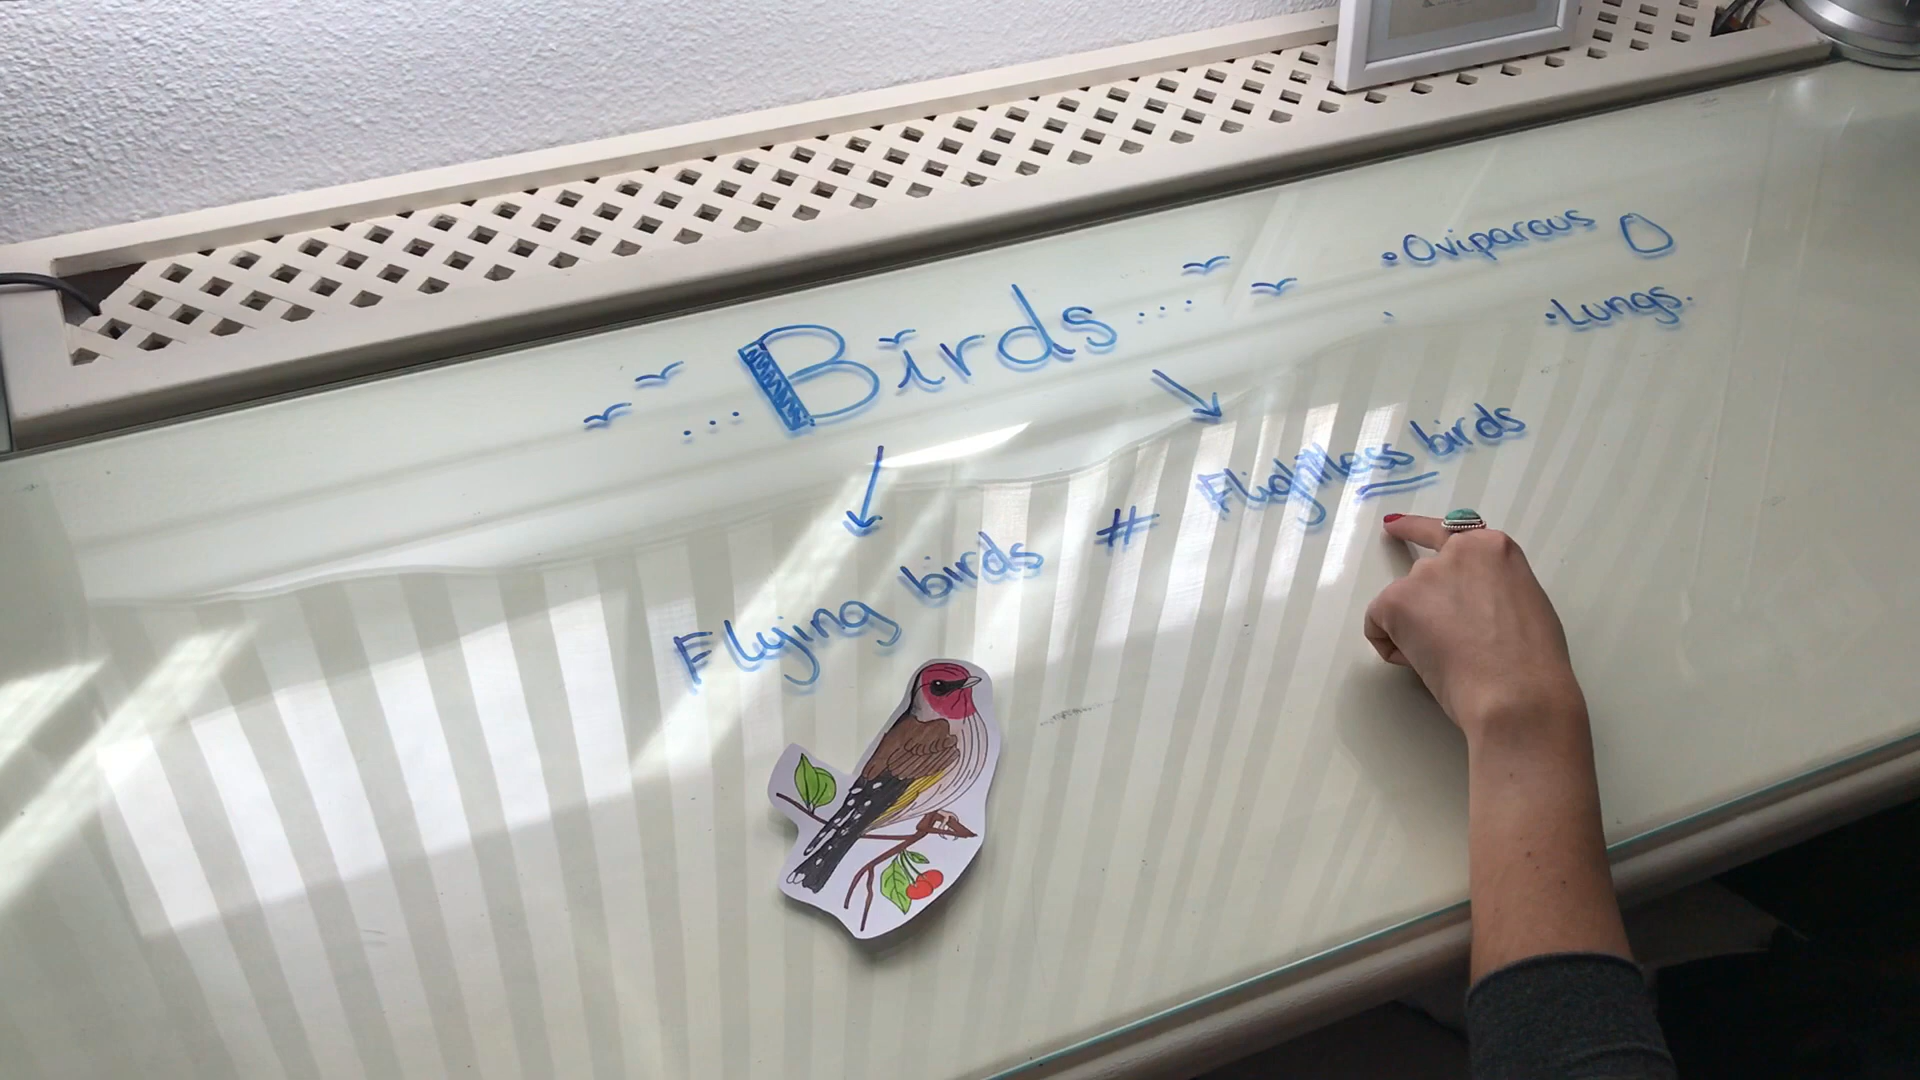 ...Birds...
•Oviparous
•Lungs.
Flying birds # Flightless birds